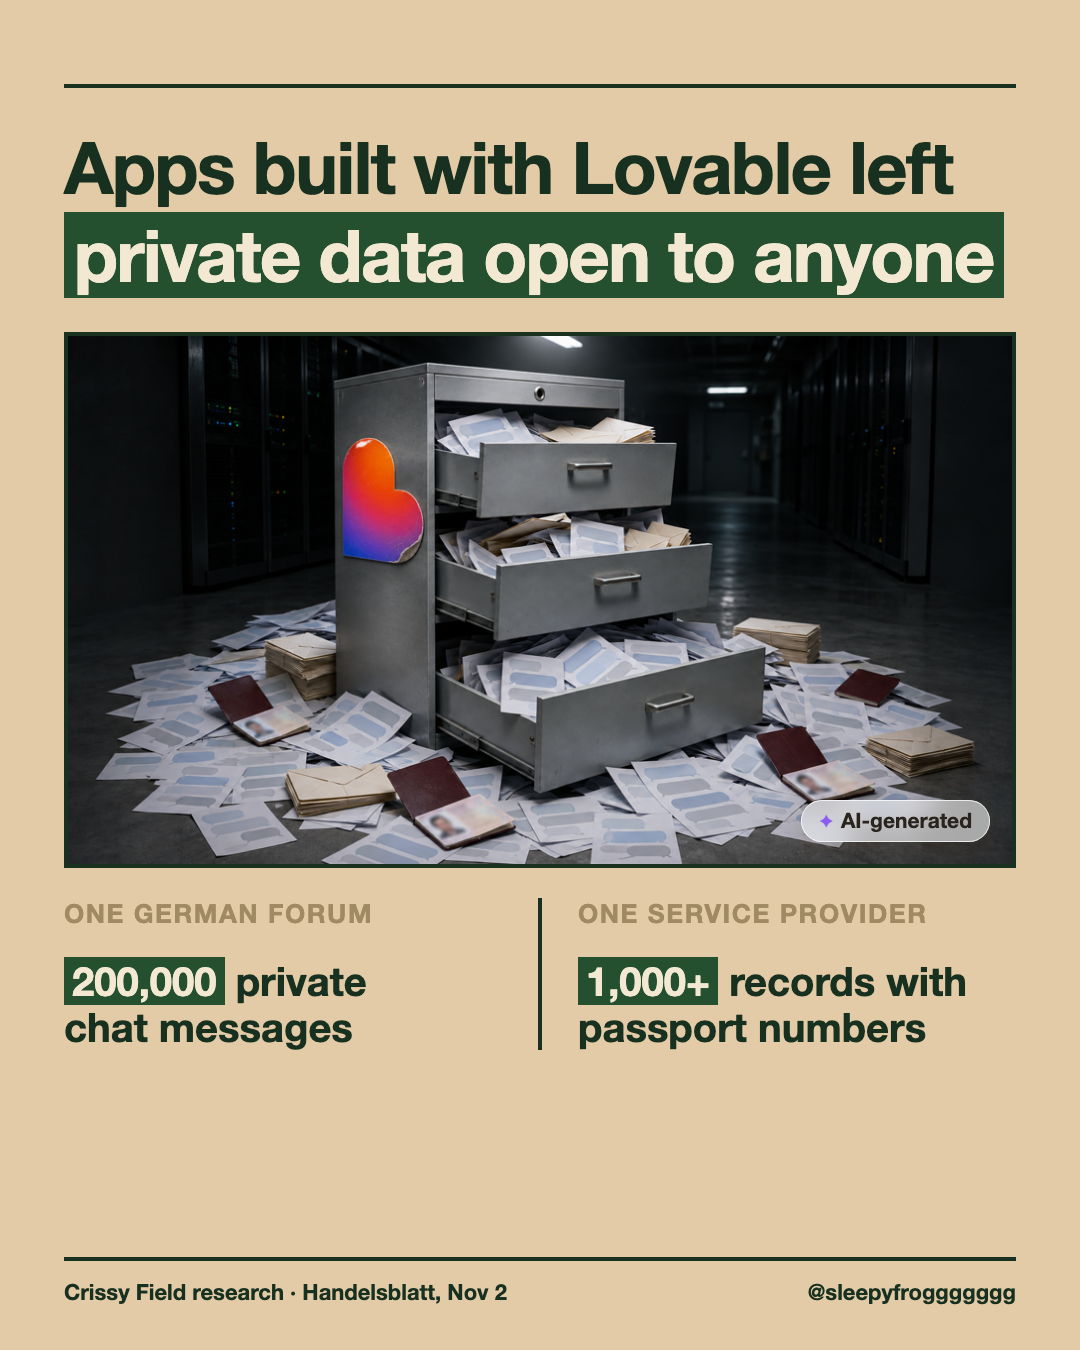 Apps built with Lovable left
private data open to anyone
AI-generated
ONE GERMAN FORUM
200,000 private
chat messages
ONE SERVICE PROVIDER
1,000+ records with
passport numbers
Crissy Field research · Handelsblatt, Nov 2
@sleepyfroggggggg